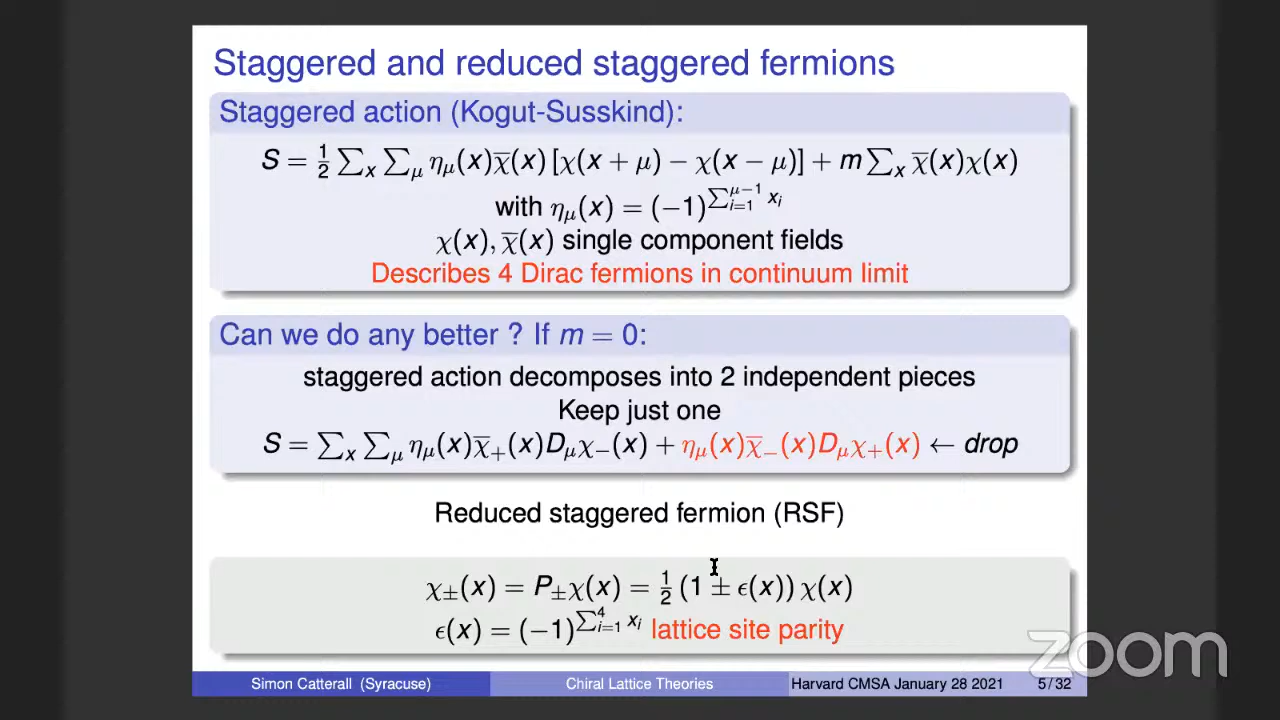 Staggered and reduced staggered fermions
Staggered action (Kogut-Susskind):
S = ½ ∑ₓ ∑_μ η_μ(x)χ̅(x) [χ(x + μ) − χ(x − μ)] + m ∑ₓ χ̅(x)χ(x)
with η_μ(x) = (−1)^{∑_{i=1}^{μ−1} x_i}
χ(x), χ̅(x) single component fields
Describes 4 Dirac fermions in continuum limit
Can we do any better ? If m = 0:
staggered action decomposes into 2 independent pieces
Keep just one
S = ∑ₓ ∑_μ η_μ(x)χ̅₊(x)D_μχ₋(x) + η_μ(x)χ̅₋(x)D_μχ₊(x) ← drop
Reduced staggered fermion (RSF)
χ_±(x) = P_±χ(x) = ½ (1 ± ϵ(x)) χ(x)
ϵ(x) = (−1)^{∑_{i=1}^{4} x_i} lattice site parity
zoom
Simon Catterall (Syracuse) Chiral Lattice Theories Harvard CMSA January 28 2021 5 / 32